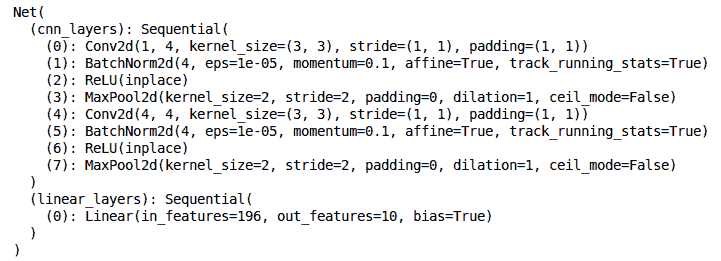 Net(
  (cnn_layers): Sequential(
    (0): Conv2d(1, 4, kernel_size=(3, 3), stride=(1, 1), padding=(1, 1))
    (1): BatchNorm2d(4, eps=1e-05, momentum=0.1, affine=True, track_running_stats=True)
    (2): ReLU(inplace)
    (3): MaxPool2d(kernel_size=2, stride=2, padding=0, dilation=1, ceil_mode=False)
    (4): Conv2d(4, 4, kernel_size=(3, 3), stride=(1, 1), padding=(1, 1))
    (5): BatchNorm2d(4, eps=1e-05, momentum=0.1, affine=True, track_running_stats=True)
    (6): ReLU(inplace)
    (7): MaxPool2d(kernel_size=2, stride=2, padding=0, dilation=1, ceil_mode=False)
  )
  (linear_layers): Sequential(
    (0): Linear(in_features=196, out_features=10, bias=True)
  )
)